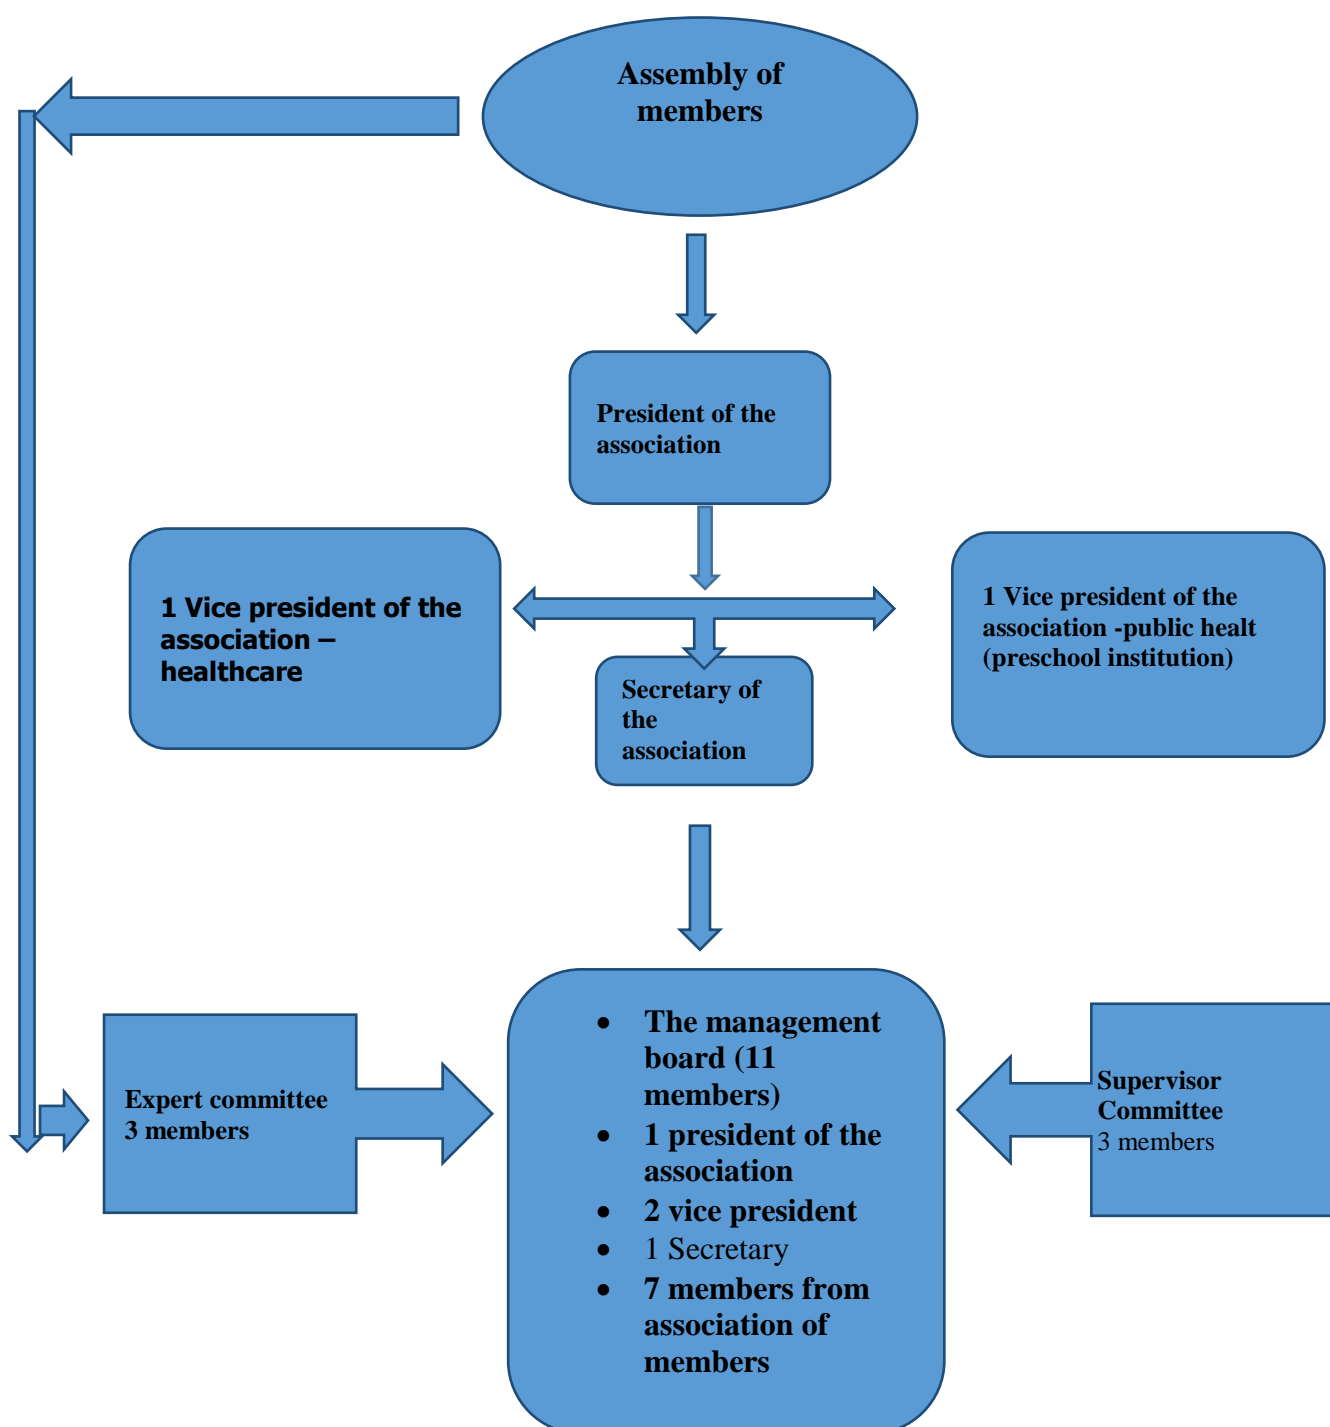 Assembly of
members
President of the
association
1 Vice president of the
association –
healthcare
1 Vice president of the
association -public healt
(preschool institution)
Secretary of
the
association
Expert committee
3 members
• The management
board (11
members)
• 1 president of the
association
• 2 vice president
• 1 Secretary
• 7 members from
association of
members
Supervisor
Committee
3 members